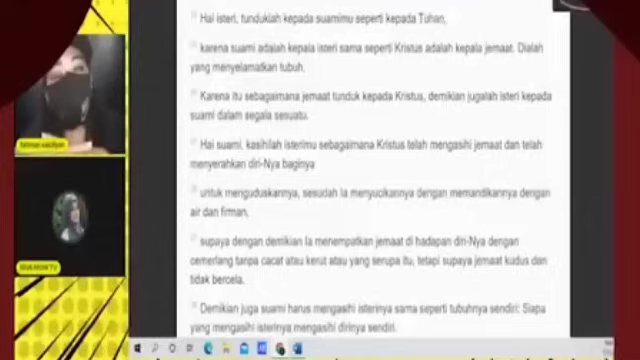 Hai isteri, tunduklah kepada suamimu seperti kepada Tuhan,
karena suami adalah kepala isteri sama seperti Kristus adalah kepala jemaat. Dialah
yang menyelamatkan tubuh.
Karena itu sebagaimana jemaat tunduk kepada Kristus, demikian jugalah isteri kepada
suami dalam segala sesuatu.
Hai suami, kasihilah isterimu sebagaimana Kristus telah mengasihi jemaat dan telah
menyerahkan diri-Nya baginya
untuk menguduskannya, sesudah Ia menyucikannya dengan memandikannya dengan
air dan firman,
supaya dengan demikian Ia menempatkan jemaat di hadapan diri-Nya dengan
cemerlang tanpa cacat atau kerut atau yang serupa itu, tetapi supaya jemaat kudus dan
tidak bercela.
Demikian juga suami harus mengasihi isterinya sama seperti tubuhnya sendiri: Siapa
yang mengasihi isterinya mengasihi dirinya sendiri.